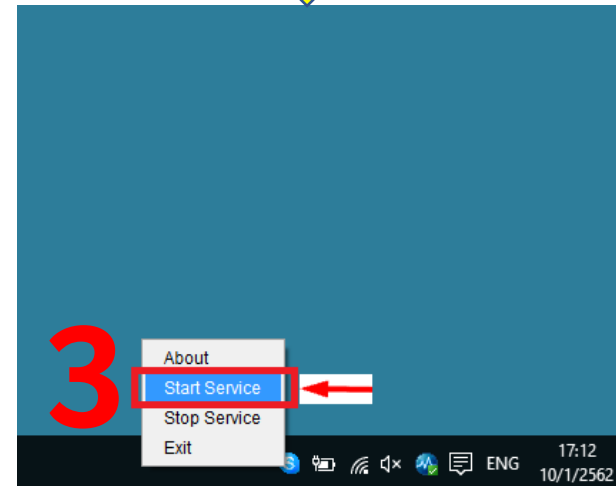 3
About
Start Service
Stop Service
Exit
ENG
17:12
10/1/2562